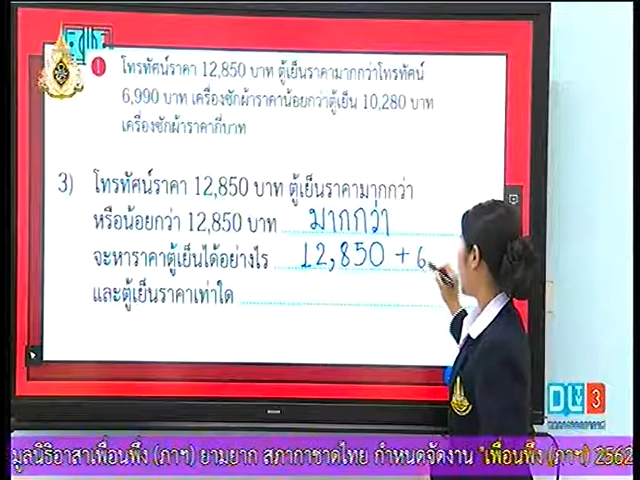 1 โทรทัศน์ราคา 12,850 บาท ตู้เย็นราคามากกว่าโทรทัศน์
6,990 บาท เครื่องซักผ้าราคาน้อยกว่าตู้เย็น 10,280 บาท
เครื่องซักผ้าราคากี่บาท
3) โทรทัศน์ราคา 12,850 บาท ตู้เย็นราคามากกว่า
หรือน้อยกว่า 12,850 บาท มากกว่า
จะหาราคาตู้เย็นได้อย่างไร 12,850 + 6
และตู้เย็นราคาเท่าใด
DLTV 3
มูลนิธิอาสาเพื่อนพึ่ง (ภาฯ) ยามยาก สภากาชาดไทย กำหนดจัดงาน "เพื่อนพึ่ง (ภาฯ) 2562